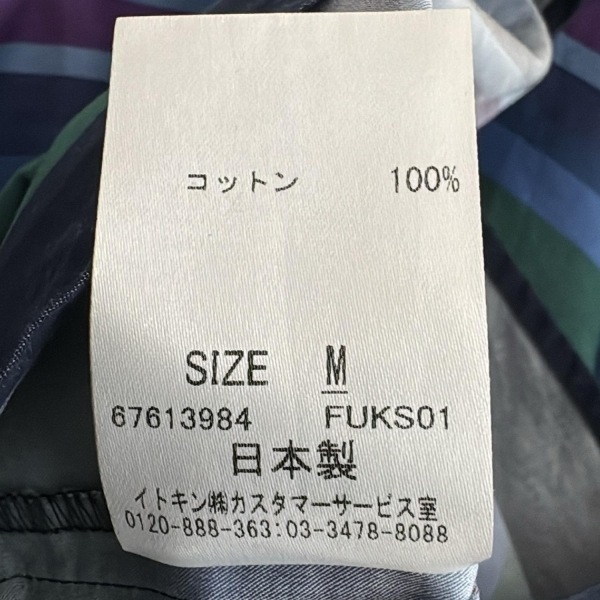 コットン 100%
SIZE M
67613984 FUKS01
日本製
イトキン㈱カスタマーサービス室
0120-888-363:03-3478-8088